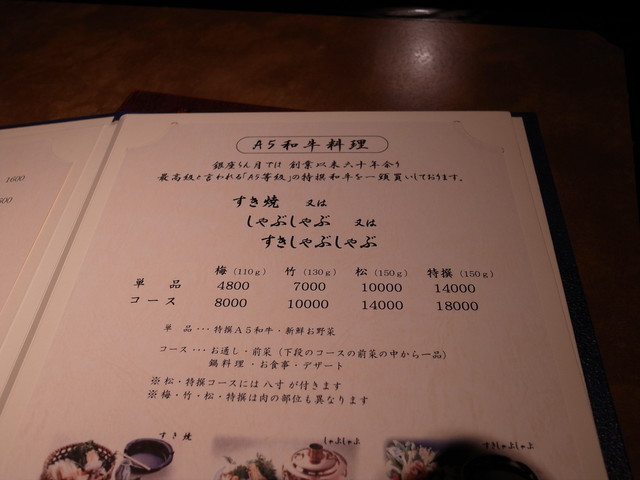 1600
A5和牛料理
銀座らん月では創業以来六十年余り
最高級と言われる「A5等級」の特撰和牛を一頭買いしております。
すき焼 又は
しゃぶしゃぶ 又は
すきしゃぶしゃぶ
梅(110g) 竹(130g) 松(150g) 特撰(150g)
単品 4800 7000 10000 14000
コース 8000 10000 14000 18000
単品…特撰A5和牛・新鮮お野菜
コース…お通し・前菜(下段のコースの前菜の中から一品)
鍋料理・お食事・デザート
※松・特撰コースには八寸が付きます
※梅・竹・松・特撰は肉の部位も異なります
すき焼 しゃぶしゃぶ すきしゃぶしゃぶ